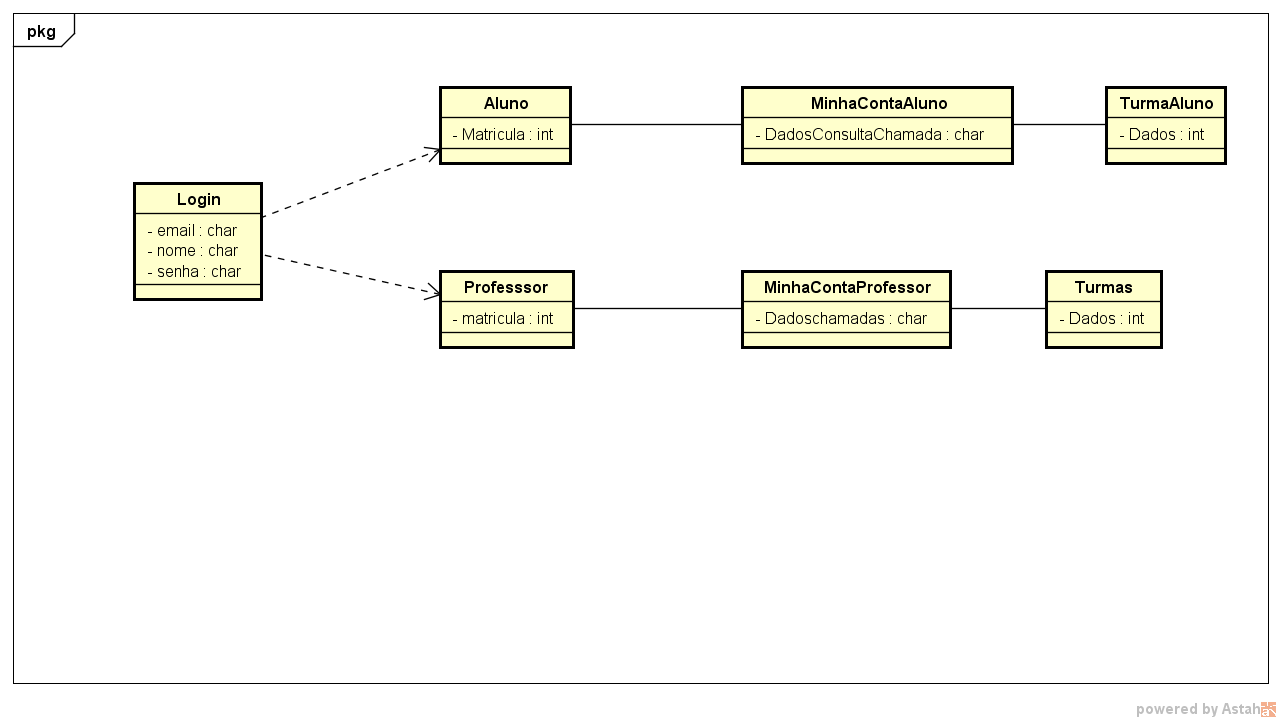 pkg
Aluno
- Matricula : int
MinhaContaAluno
- DadosConsultaChamada : char
TurmaAluno
- Dados : int
Login
- email : char
- nome : char
- senha : char
Professsor
- matricula : int
MinhaContaProfessor
- Dadoschamadas : char
Turmas
- Dados : int
powered by Astah